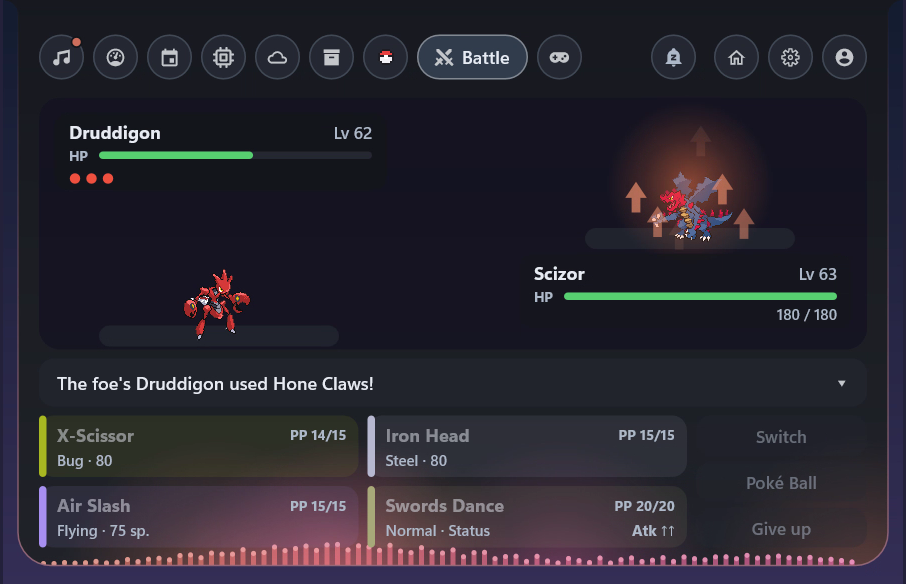 Battle
Druddigon Lv 62
HP
Scizor Lv 63
HP
180 / 180
The foe's Druddigon used Hone Claws!
X-Scissor PP 14/15
Bug · 80
Iron Head PP 15/15
Steel · 80
Switch
Poké Ball
Air Slash PP 15/15
Flying · 75 sp.
Swords Dance PP 20/20
Normal · Status Atk ↑↑
Give up